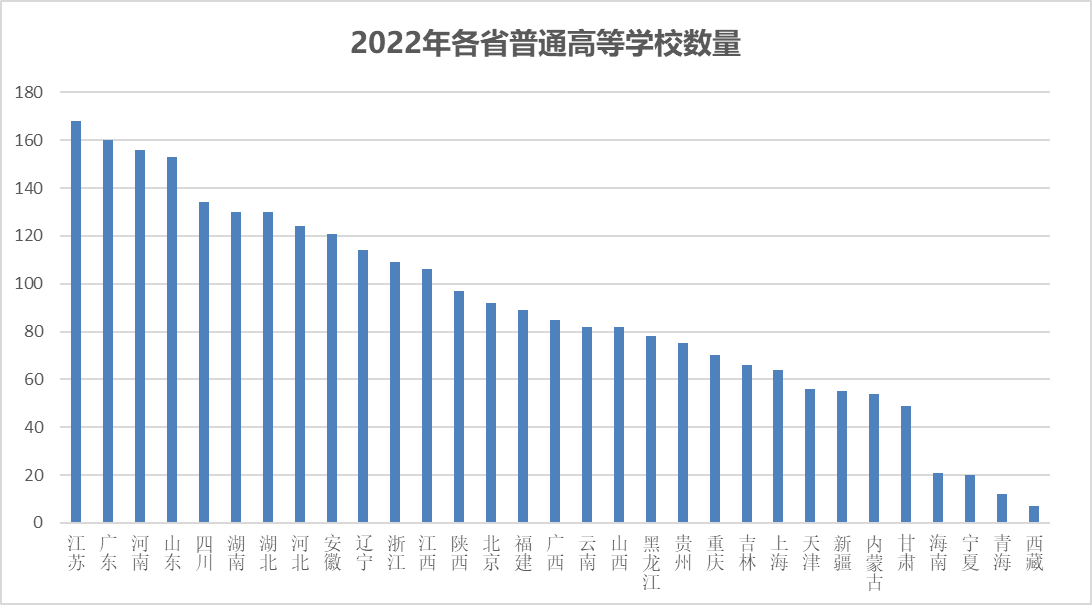 2022年各省普通高等学校数量
180
160
140
120
100
80
60
40
20
0
江苏
广东
河南
山东
四川
湖南
湖北
河北
安徽
辽宁
浙江
江西
陕西
北京
福建
广西
云南
山西
黑龙江
贵州
重庆
吉林
上海
天津
新疆
内蒙古
甘肃
海南
宁夏
青海
西藏